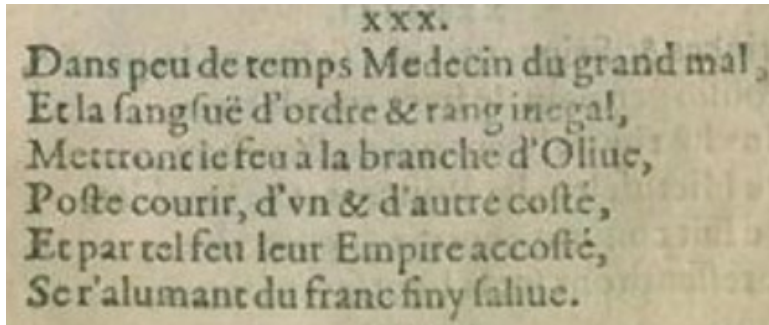 xxx.
Dans peu de temps Medecin du grand mal,
Et la ſangſuë d'ordre & rang inegal,
Mettront le feu à la branche d'Oliue,
Poſte courir, d'vn & d'autre coſté,
Et par tel feu leur Empire accoſté,
Se r'alumant du franc finy ſaliue.